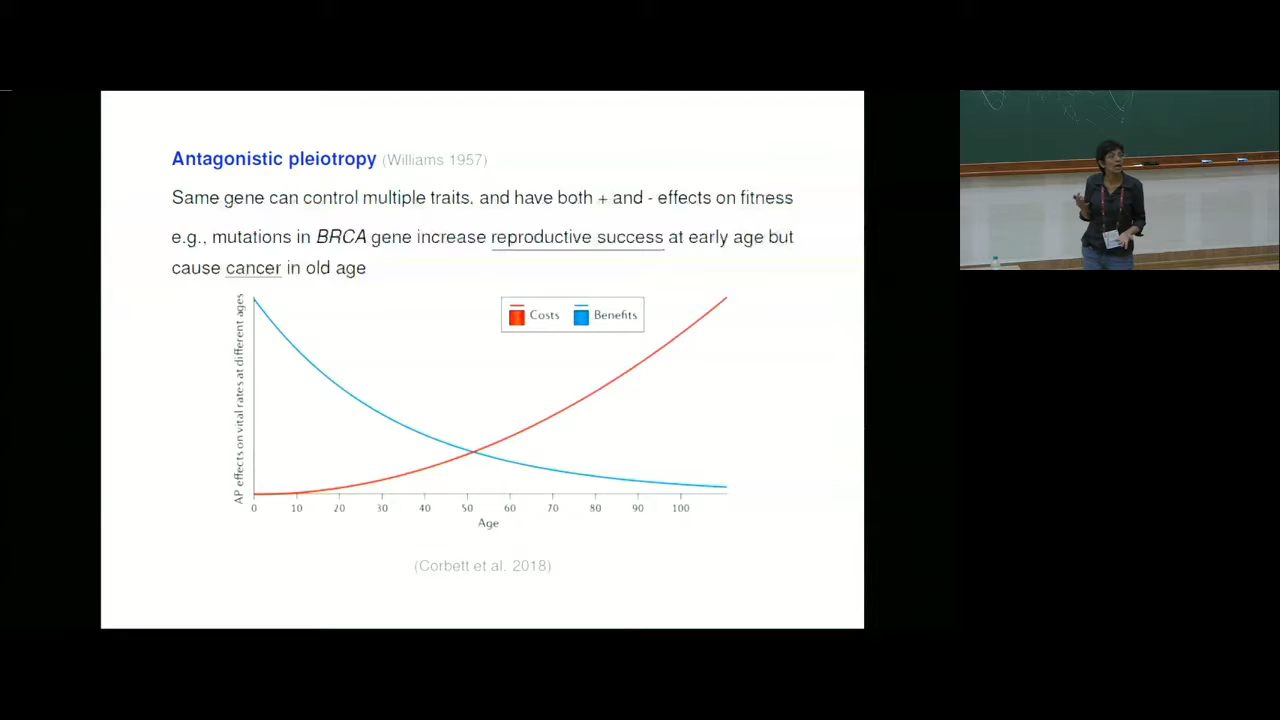 Antagonistic pleiotropy (Williams 1957)
Same gene can control multiple traits, and have both + and - effects on fitness
e.g., mutations in BRCA gene increase reproductive success at early age but
cause cancer in old age
Costs Benefits
AP effects on vital rates at different ages
0 10 20 30 40 50 60 70 80 90 100
Age
(Corbett et al. 2018)